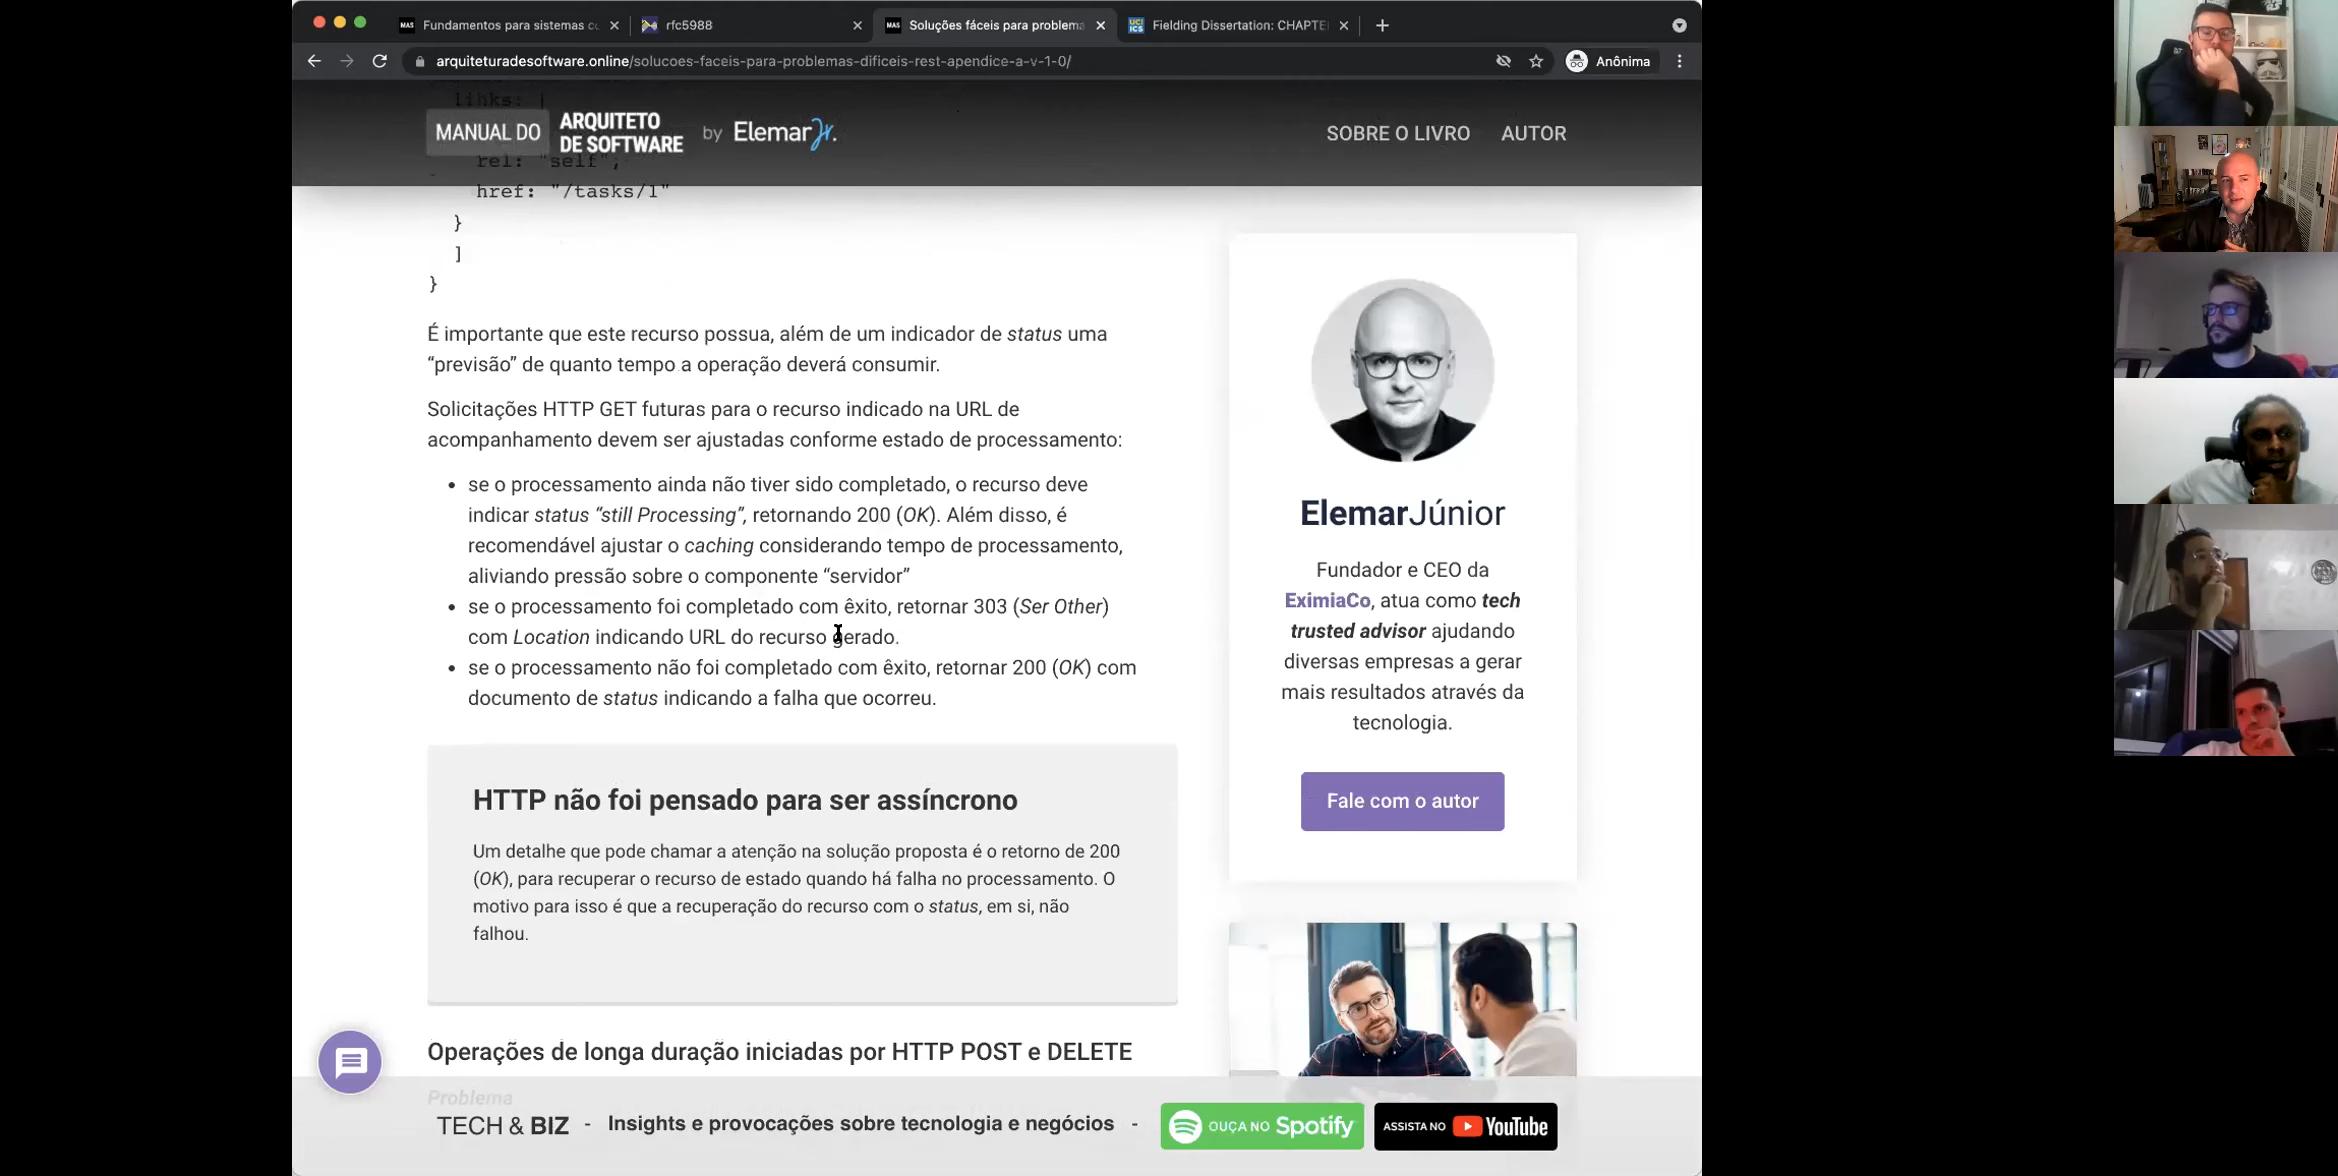 Fundamentos para sistemas co
rfc5988
Soluções fáceis para problema
Fielding Dissertation: CHAPTE
arquiteturadesoftware.online/solucoes-faceis-para-problemas-dificeis-rest-apendice-a-v-1-0/
Anônima
links: [
MANUAL DO ARQUITETO DE SOFTWARE by ElemarJr.
SOBRE O LIVRO AUTOR
rel: "self";
href: "/tasks/1"
}
]
}
É importante que este recurso possua, além de um indicador de status uma
“previsão” de quanto tempo a operação deverá consumir.
Solicitações HTTP GET futuras para o recurso indicado na URL de
acompanhamento devem ser ajustadas conforme estado de processamento:
• se o processamento ainda não tiver sido completado, o recurso deve
indicar status “still Processing”, retornando 200 (OK). Além disso, é
recomendável ajustar o caching considerando tempo de processamento,
aliviando pressão sobre o componente “servidor”
• se o processamento foi completado com êxito, retornar 303 (Ser Other)
com Location indicando URL do recurso gerado.
• se o processamento não foi completado com êxito, retornar 200 (OK) com
documento de status indicando a falha que ocorreu.
HTTP não foi pensado para ser assíncrono
Um detalhe que pode chamar a atenção na solução proposta é o retorno de 200
(OK), para recuperar o recurso de estado quando há falha no processamento. O
motivo para isso é que a recuperação do recurso com o status, em si, não
falhou.
Operações de longa duração iniciadas por HTTP POST e DELETE
Problema
ElemarJúnior
Fundador e CEO da
EximiaCo, atua como tech
trusted advisor ajudando
diversas empresas a gerar
mais resultados através da
tecnologia.
Fale com o autor
TECH & BIZ - Insights e provocações sobre tecnologia e negócios -
OUÇA NO Spotify
ASSISTA NO YouTube